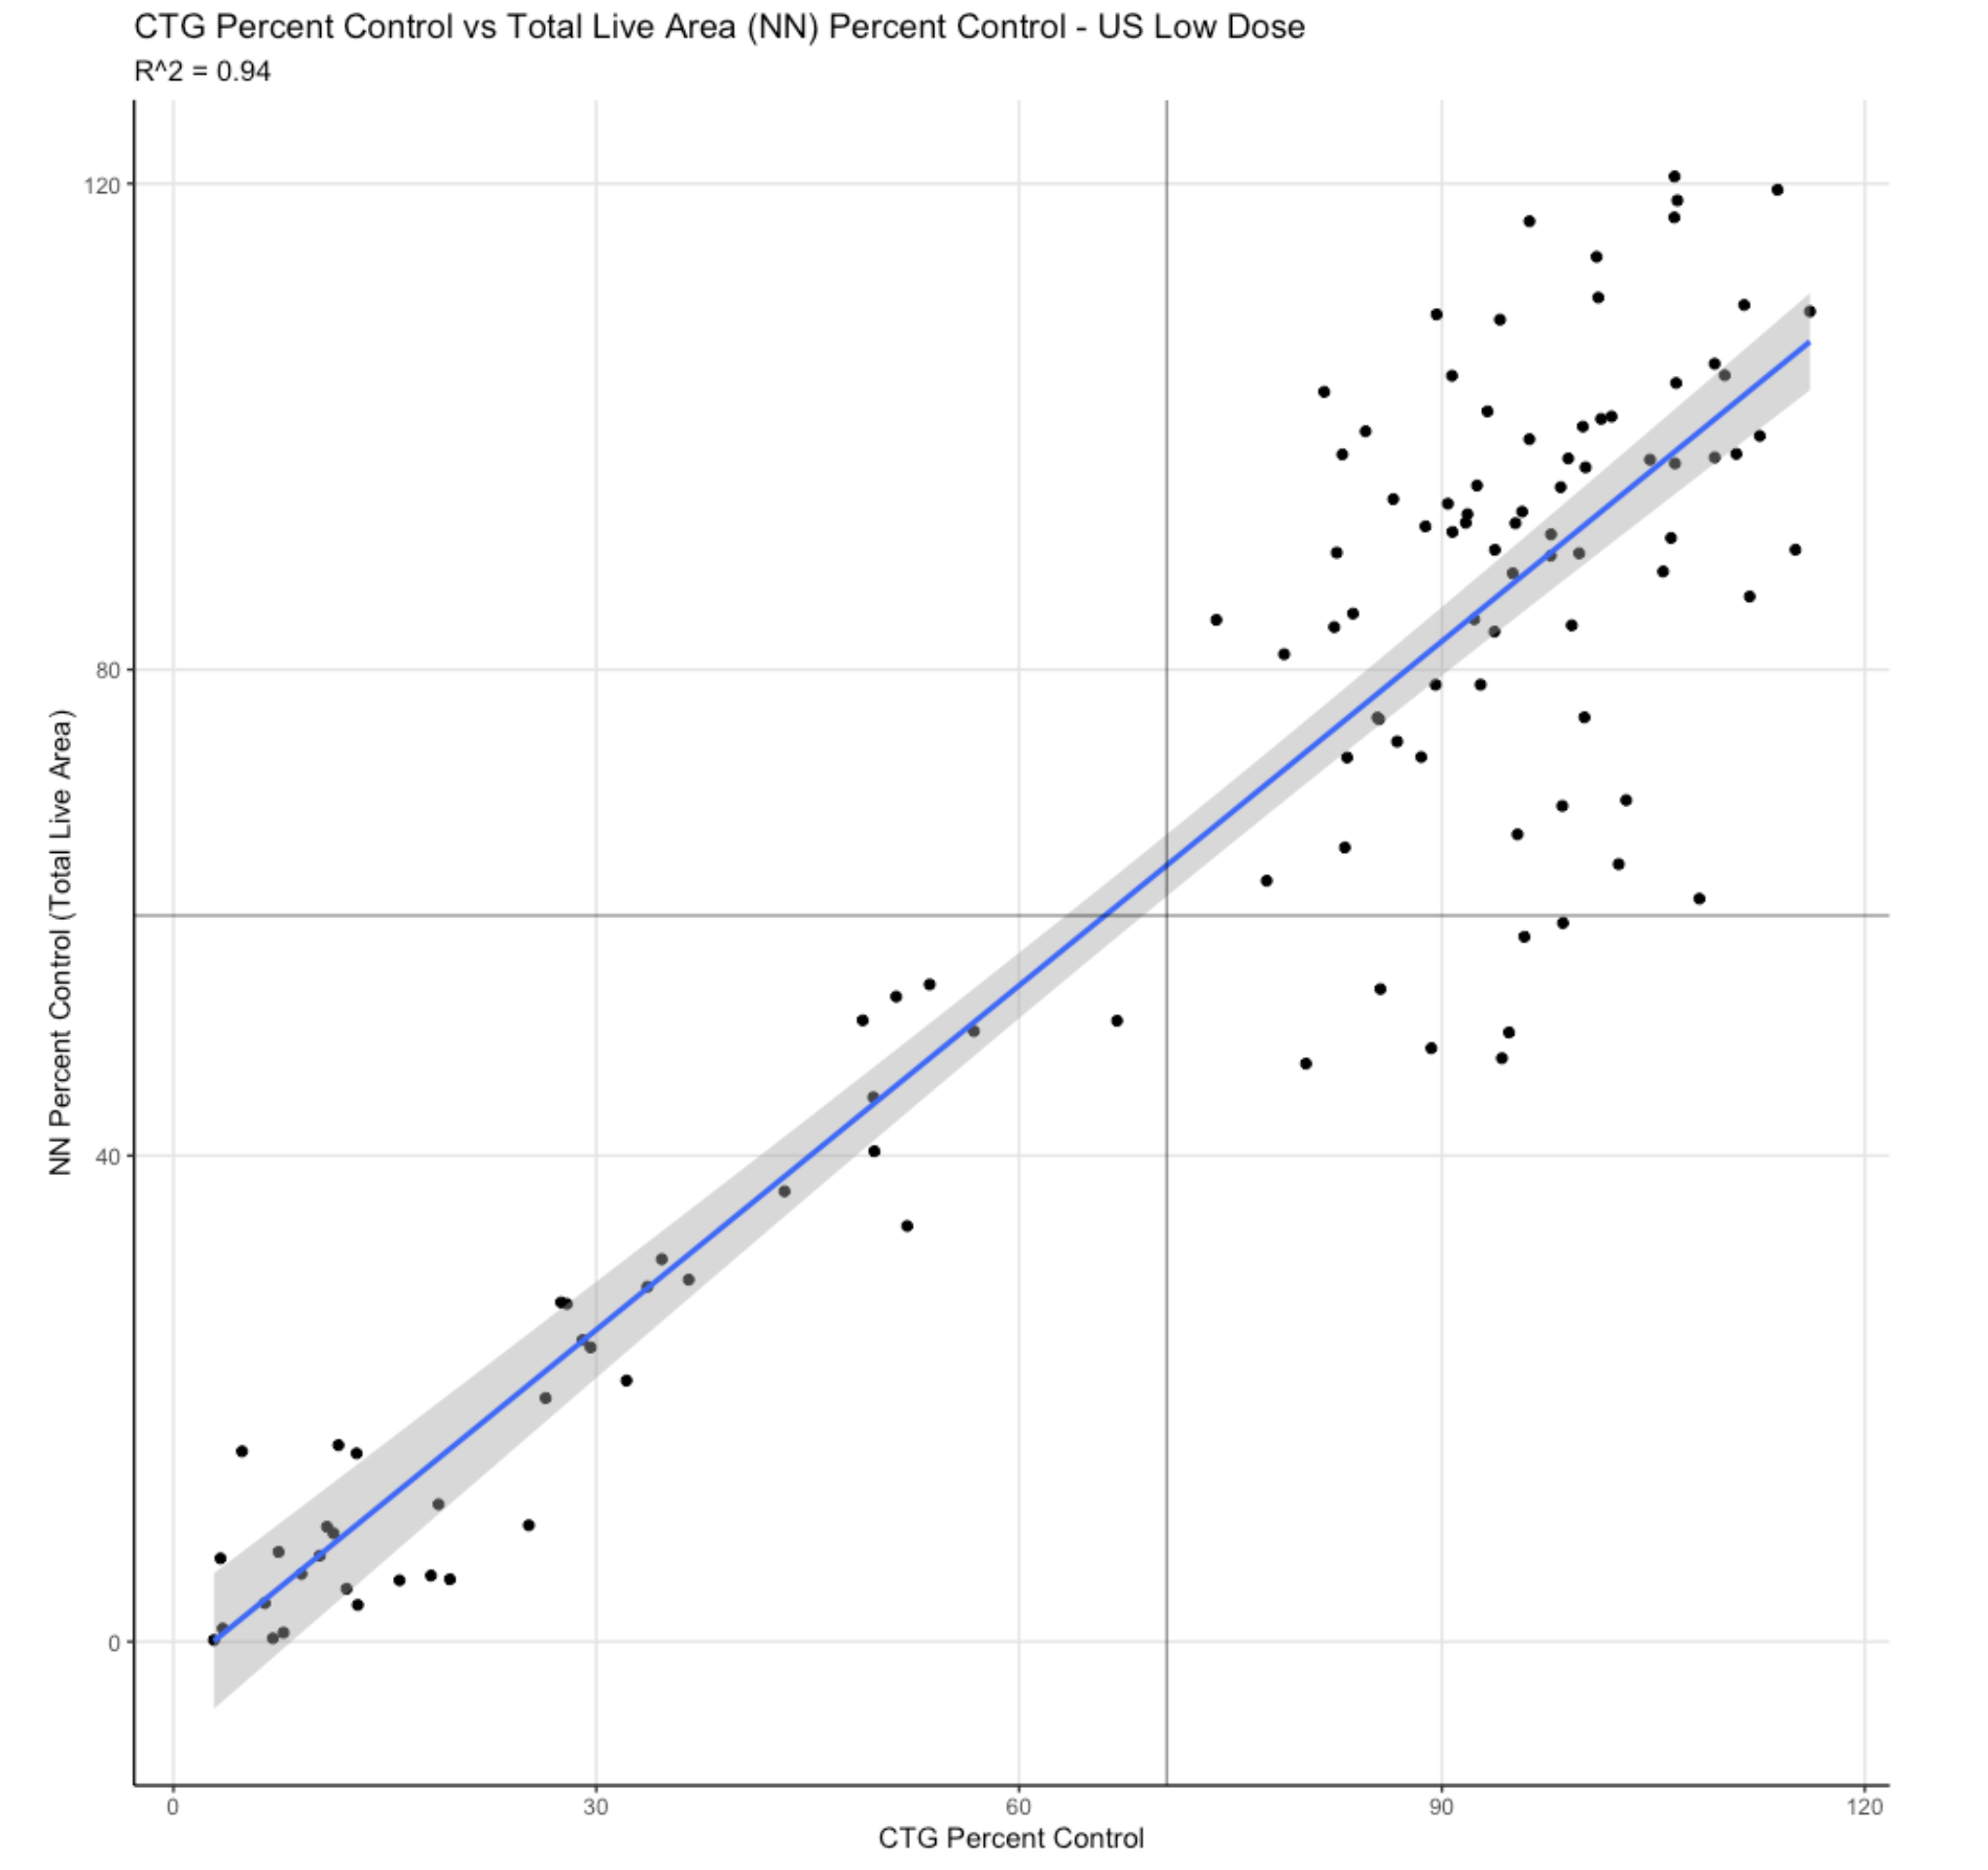 CTG Percent Control vs Total Live Area (NN) Percent Control - US Low Dose
R^2 = 0.94
NN Percent Control (Total Live Area)
120
80
40
0
0
30
60
90
120
CTG Percent Control